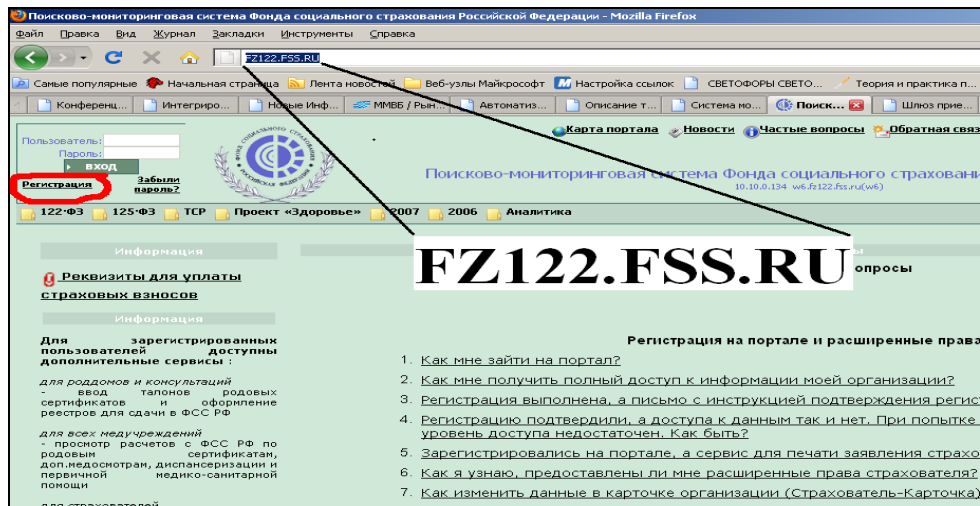 Поисково-мониторинговая система Фонда социального страхования Российской Федерации - Mozilla Firefox
Файл Правка Вид Журнал Закладки Инструменты Справка
FZ122.FSS.RU
Самые популярные Начальная страница Лента новостей Веб-узлы Майкрософт Настройка ссылок СВЕТОФОРЫ СВЕТО... Теория и практика п...
Конференц... Интегриро... Новые Инф... ММВБ / Рын... Автоматиз... Описание т... Система мо... Поиск... Шлюз прие...
Карта портала Новости Частые вопросы Обратная связ
Пользователь:
Пароль:
вход
Регистрация Забыли пароль?
Поисково-мониторинговая система Фонда социального страховани
10.10.0.134 w6.fz122.fss.ru(w6)
122-ФЗ 125-ФЗ ТСР Проект «Здоровье» 2007 2006 Аналитика
Информация
Реквизиты для уплаты
страховых взносов
Информация
Для зарегистрированных
пользователей доступны
дополнительные сервисы :
для роддомов и консультаций
- ввод талонов родовых
сертификатов и оформление
реестров для сдачи в ФСС РФ
для всех медучреждений
- просмотр расчетов с ФСС РФ по
родовым сертификатам,
доп.медосмотрам, диспансеризации и
первичной медико-санитарной
помощи
для страхователей
FZ122.FSS.RU
опросы
Регистрация на портале и расширенные права
1. Как мне зайти на портал?
2. Как мне получить полный доступ к информации моей организации?
3. Регистрация выполнена, а письмо с инструкцией подтверждения регис
4. Регистрацию подтвердили, а доступа к данным так и нет. При попытке
уровень доступа недостаточен. Как быть?
5. Зарегистрировались на портале, а сервис для печати заявления страхо
6. Как я узнаю, предоставлены ли мне расширенные права страхователя?
7. Как изменить данные в карточке организации (Страхователь-Карточка)